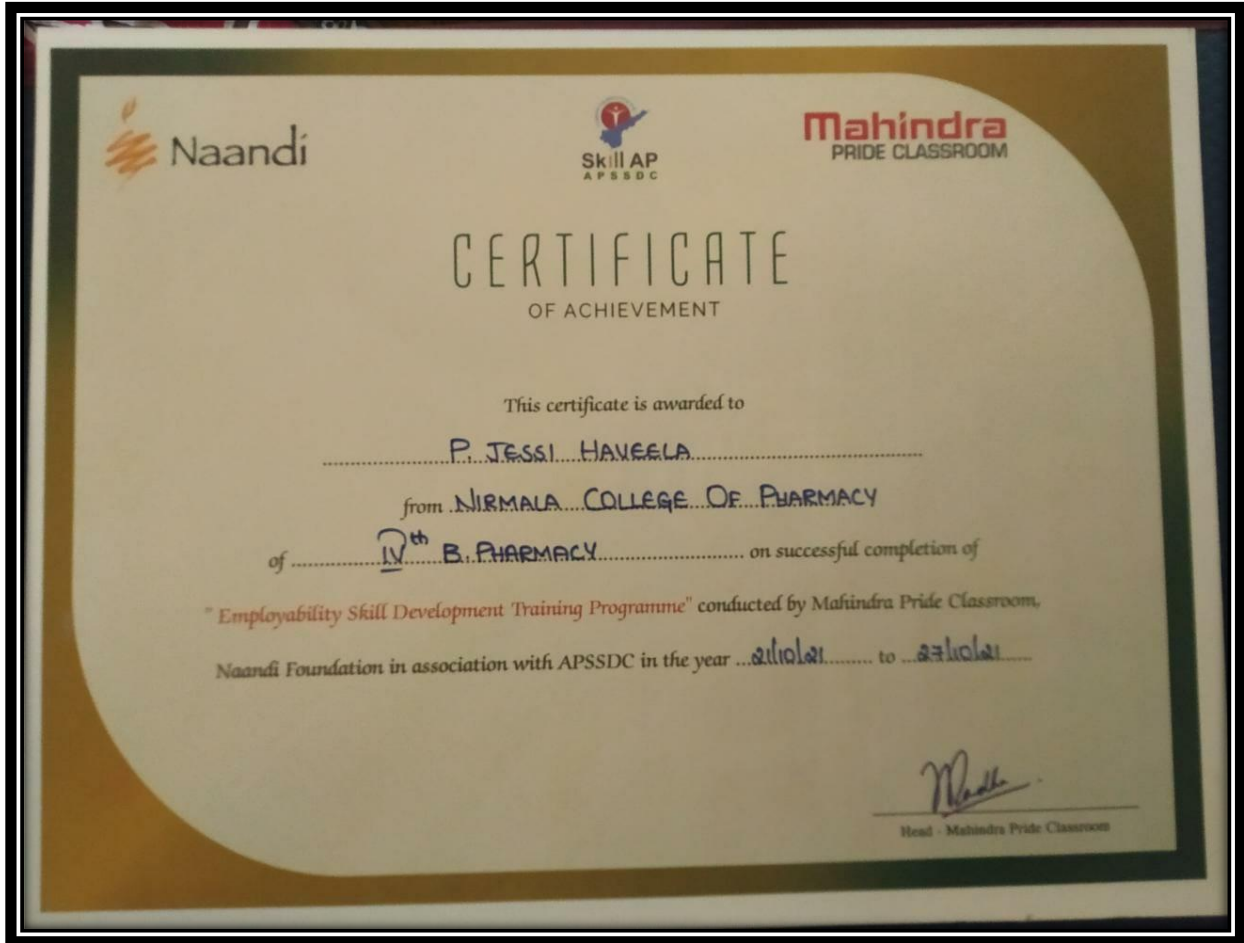 Naandi
Skill AP
APSSDC
Mahindra
PRIDE CLASSROOM
CERTIFICATE
OF ACHIEVEMENT
This certificate is awarded to
P. JESSI HAVEELA
from NIRMALA COLLEGE OF PHARMACY
of IVth B. PHARMACY on successful completion of
"Employability Skill Development Training Programme" conducted by Mahindra Pride Classroom,
Naandi Foundation in association with APSSDC in the year 21/10/21 to 27/10/21
Madhu
Head - Mahindra Pride Classroom